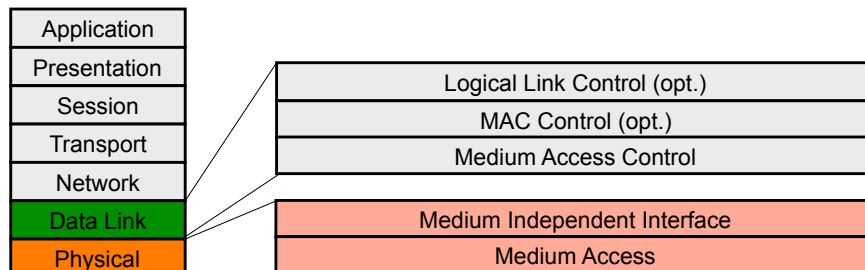 Application
Presentation
Session
Transport
Network
Data Link
Physical
Logical Link Control (opt.)
MAC Control (opt.)
Medium Access Control
Medium Independent Interface
Medium Access